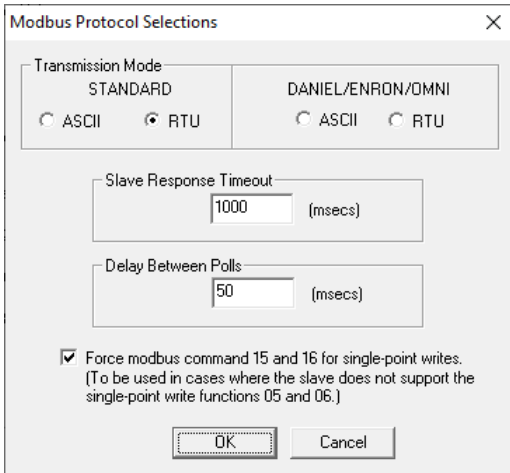 Modbus Protocol Selections
Transmission Mode
STANDARD
DANIEL/ENRON/OMNI
ASCII RTU
ASCII RTU
Slave Response Timeout
1000 (msecs)
Delay Between Polls
50 (msecs)
Force modbus command 15 and 16 for single-point writes.
(To be used in cases where the slave does not support the
single-point write functions 05 and 06.)
OK
Cancel